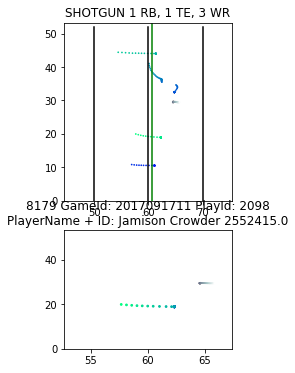 SHOTGUN 1 RB, 1 TE, 3 WR
50
40
30
20
10
0
50 60 70
8179 GameId: 2017091711 PlayId: 2098
PlayerName + ID: Jamison Crowder 2552415.0
40
20
0
55 60 65